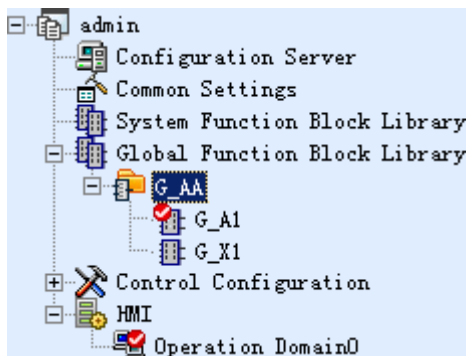 admin
Configuration Server
Common Settings
System Function Block Library
Global Function Block Library
G_AA
G_A1
G_X1
Control Configuration
HMI
Operation Domain0